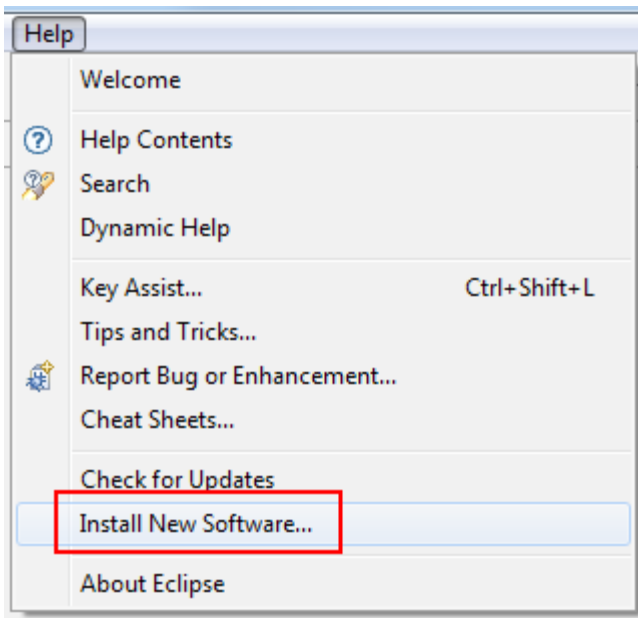 Help
Welcome
Help Contents
Search
Dynamic Help
Key Assist... Ctrl+Shift+L
Tips and Tricks...
Report Bug or Enhancement...
Cheat Sheets...
Check for Updates
Install New Software...
About Eclipse